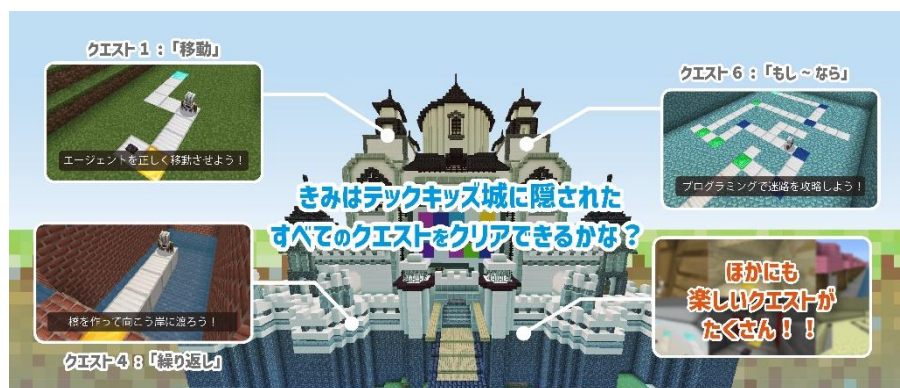 クエスト1：「移動」
エージェントを正しく移動させよう！
クエスト6：「もし～なら」
プログラミングで迷路を攻略しよう！
きみはテックキッズ城に隠された
すべてのクエストをクリアできるかな？
橋を作って向こう岸に渡ろう！
クエスト4：「繰り返し」
ほかにも
楽しいクエストが
たくさん！！